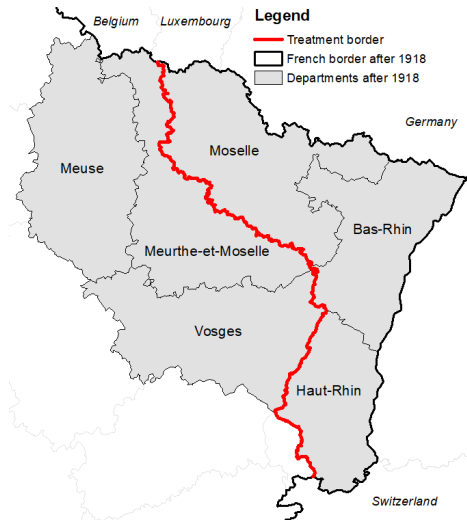 Belgium
Luxembourg
Legend
Treatment border
French border after 1918
Departments after 1918
Germany
Moselle
Meuse
Bas-Rhin
Meurthe-et-Moselle
Vosges
Haut-Rhin
Switzerland